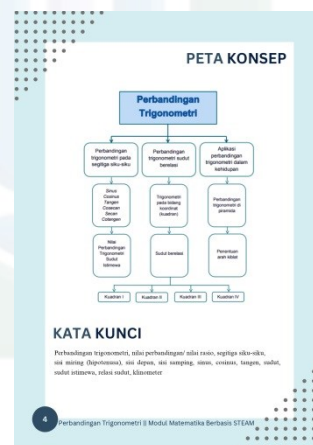 PETA KONSEP
Perbandingan
Trigonometri
Perbandingan
trigonometri pada
segitiga siku-siku
Perbandingan
trigonometri sudut
berelasi
Aplikasi
perbandingan
trigonometri dalam
kehidupan
Sinus
Cosinus
Tangen
Cosecan
Secan
Cotangen
Trigonometri
pada bidang
koordinat
(kuadran)
Perbandingan
trigonometri di
piramida
Nilai
Perbandingan
Trigonometri
Sudut
Istimewa
Sudut berelasi
Penentuan
arah kiblat
Kuadran I
Kuadran II
Kuadran III
Kuadran IV
KATA KUNCI
Perbandingan trigonometri, nilai perbandingan/ nilai rasio, segitiga siku-siku,
sisi miring (hipotenusa), sisi depan, sisi samping, sinus, cosinus, tangen, sudut,
sudut istimewa, relasi sudut, klinometer
4
Perbandingan Trigonometri || Modul Matematika Berbasis STEAM